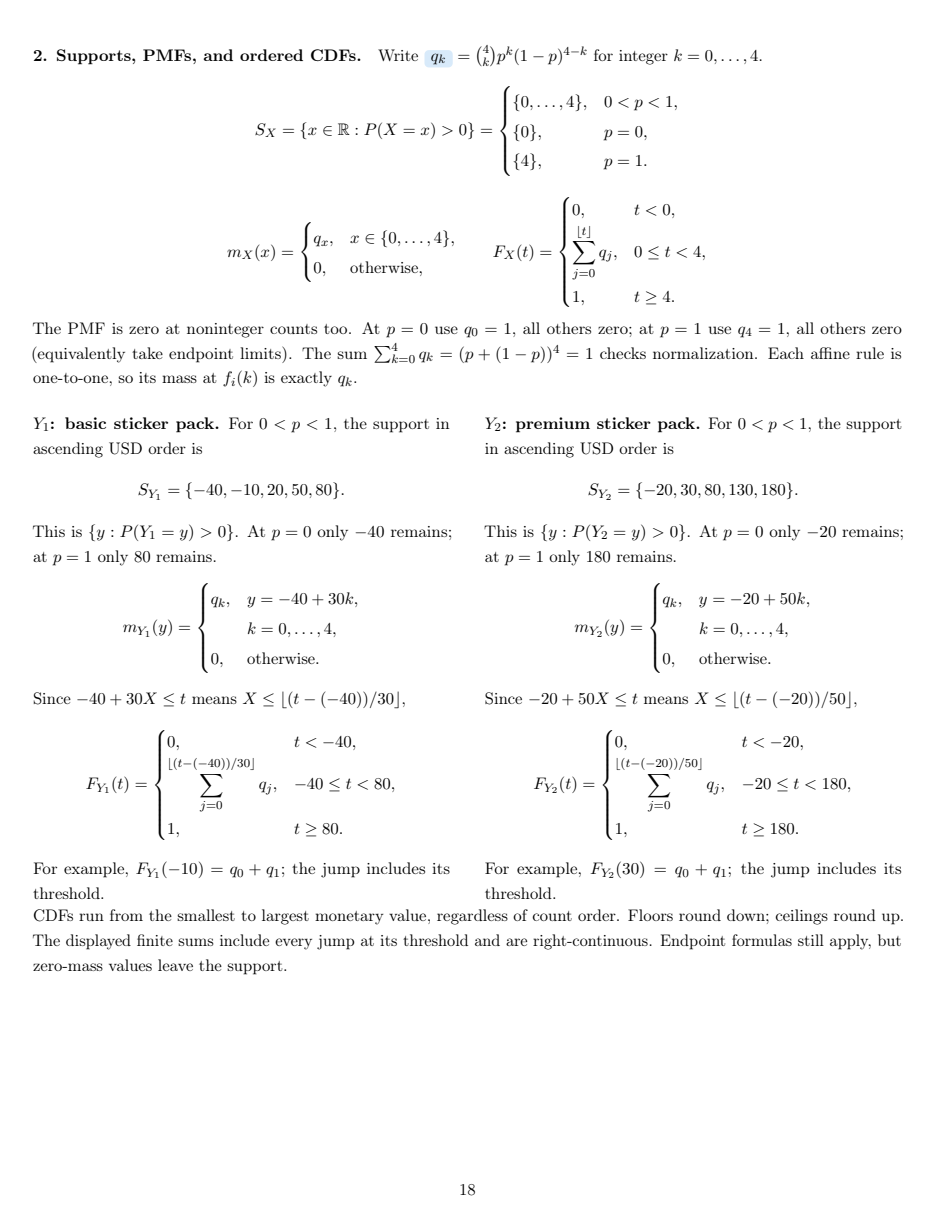 2. Supports, PMFs, and ordered CDFs. Write q_k = \binom{4}{k} p^k (1 − p)^{4−k} for integer k = 0, . . . , 4.
S_X = {x ∈ ℝ : P(X = x) > 0} = { {0, . . . , 4}, 0 < p < 1,
{0}, p = 0,
{4}, p = 1.
m_X(x) = { q_x, x ∈ {0, . . . , 4},
0, otherwise,
F_X(t) = { 0, t < 0,
∑_{j=0}^{⌊t⌋} q_j, 0 ≤ t < 4,
1, t ≥ 4.
The PMF is zero at noninteger counts too. At p = 0 use q_0 = 1, all others zero; at p = 1 use q_4 = 1, all others zero
(equivalently take endpoint limits). The sum ∑_{k=0}^{4} q_k = (p + (1 − p))^4 = 1 checks normalization. Each affine rule is
one-to-one, so its mass at f_i(k) is exactly q_k.
Y_1: basic sticker pack. For 0 < p < 1, the support in
ascending USD order is
S_{Y_1} = {−40, −10, 20, 50, 80}.
This is {y : P(Y_1 = y) > 0}. At p = 0 only −40 remains;
at p = 1 only 80 remains.
m_{Y_1}(y) = { q_k, y = −40 + 30k,
k = 0, . . . , 4,
0, otherwise.
Since −40 + 30X ≤ t means X ≤ ⌊(t − (−40))/30⌋,
F_{Y_1}(t) = { 0, t < −40,
∑_{j=0}^{⌊(t−(−40))/30⌋} q_j, −40 ≤ t < 80,
1, t ≥ 80.
For example, F_{Y_1}(−10) = q_0 + q_1; the jump includes its
threshold.
Y_2: premium sticker pack. For 0 < p < 1, the support
in ascending USD order is
S_{Y_2} = {−20, 30, 80, 130, 180}.
This is {y : P(Y_2 = y) > 0}. At p = 0 only −20 remains;
at p = 1 only 180 remains.
m_{Y_2}(y) = { q_k, y = −20 + 50k,
k = 0, . . . , 4,
0, otherwise.
Since −20 + 50X ≤ t means X ≤ ⌊(t − (−20))/50⌋,
F_{Y_2}(t) = { 0, t < −20,
∑_{j=0}^{⌊(t−(−20))/50⌋} q_j, −20 ≤ t < 180,
1, t ≥ 180.
For example, F_{Y_2}(30) = q_0 + q_1; the jump includes its
threshold.
CDFs run from the smallest to largest monetary value, regardless of count order. Floors round down; ceilings round up.
The displayed finite sums include every jump at its threshold and are right-continuous. Endpoint formulas still apply, but
zero-mass values leave the support.
18